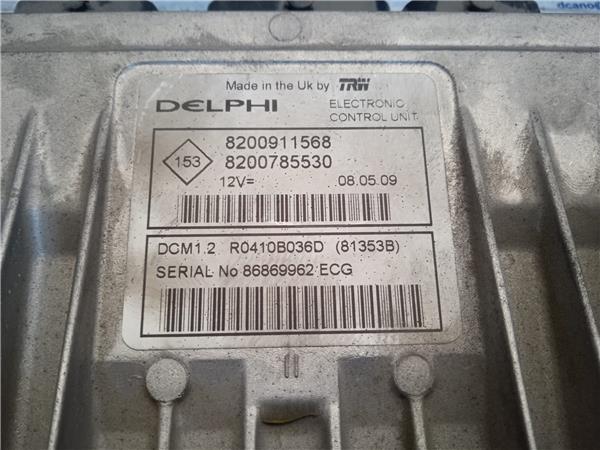 dcano@
Made in the Uk by TRW
DELPHI
ELECTRONIC
CONTROL UNIT
153
8200911568
8200785530
12V=
08.05.09
DCM1.2 R0410B036D (81353B)
SERIAL No 86869962 ECG